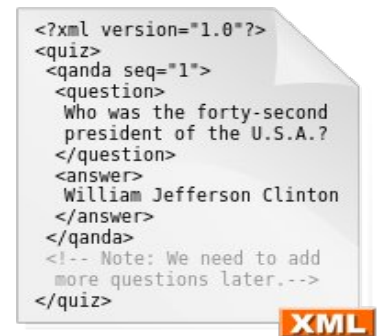 <?xml version="1.0"?>
<quiz>
<qanda seq="1">
<question>
Who was the forty-second
president of the U.S.A.?
</question>
<answer>
William Jefferson Clinton
</answer>
</qanda>
<!-- Note: We need to add
more questions later.-->
</quiz>
XML